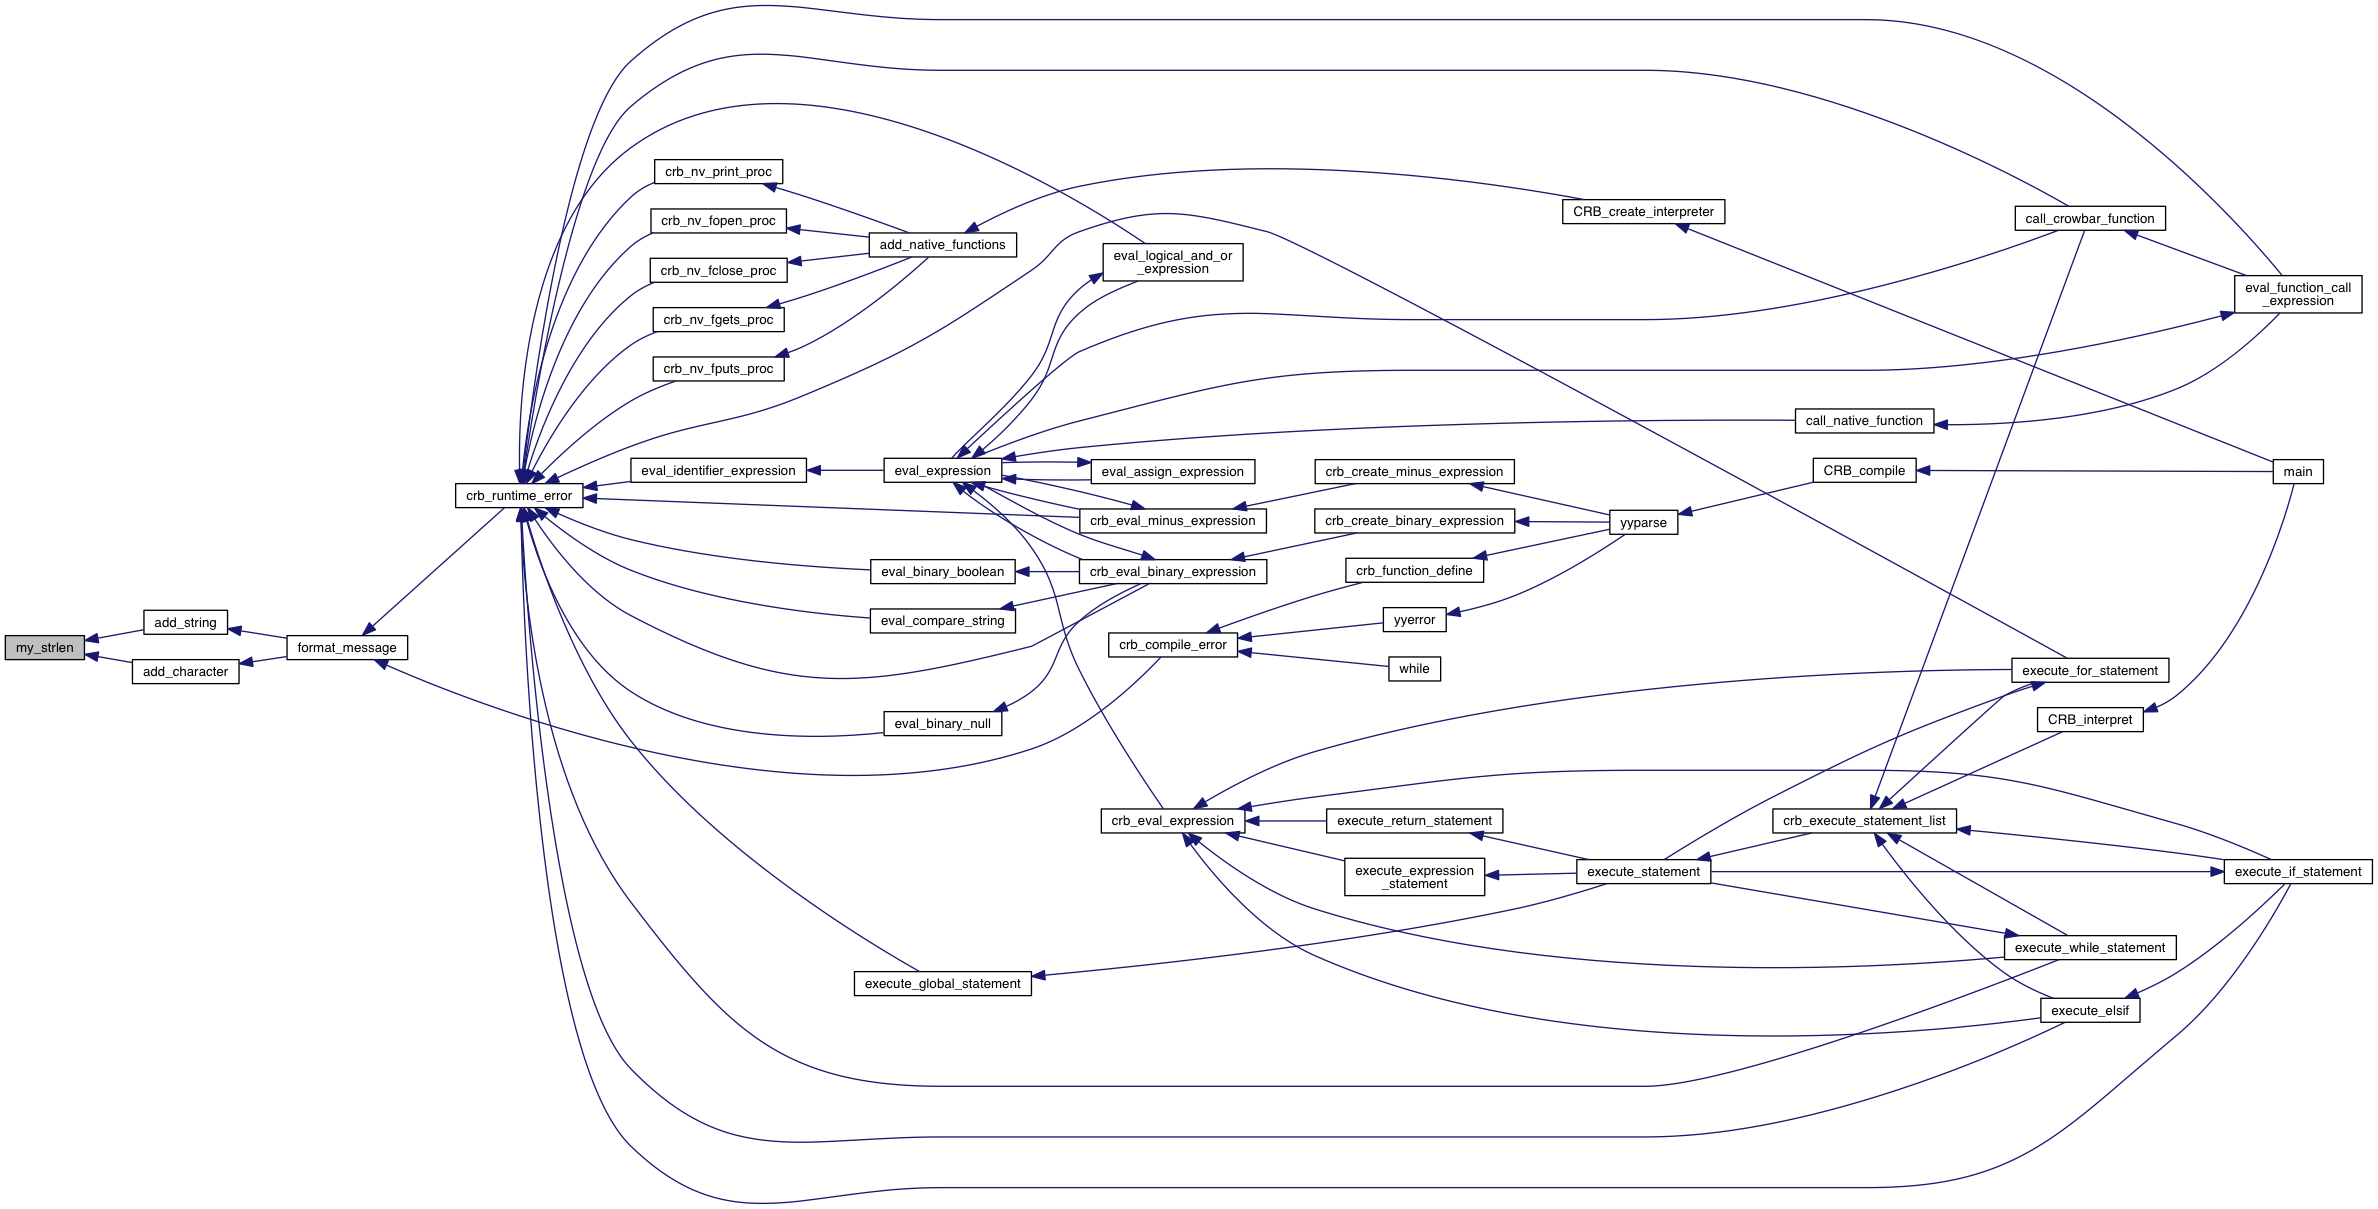 my_strlen
add_string
add_character
format_message
crb_runtime_error
crb_nv_print_proc
crb_nv_fopen_proc
crb_nv_fclose_proc
crb_nv_fgets_proc
crb_nv_fputs_proc
eval_identifier_expression
add_native_functions
eval_expression
eval_binary_boolean
eval_compare_string
eval_binary_null
execute_global_statement
eval_logical_and_or
_expression
eval_assign_expression
crb_eval_minus_expression
crb_eval_binary_expression
crb_compile_error
crb_eval_expression
crb_create_minus_expression
crb_create_binary_expression
crb_function_define
yyerror
while
execute_return_statement
execute_expression
_statement
CRB_create_interpreter
yyparse
execute_statement
call_native_function
CRB_compile
crb_execute_statement_list
call_crowbar_function
execute_for_statement
CRB_interpret
execute_while_statement
execute_elsif
eval_function_call
_expression
main
execute_if_statement